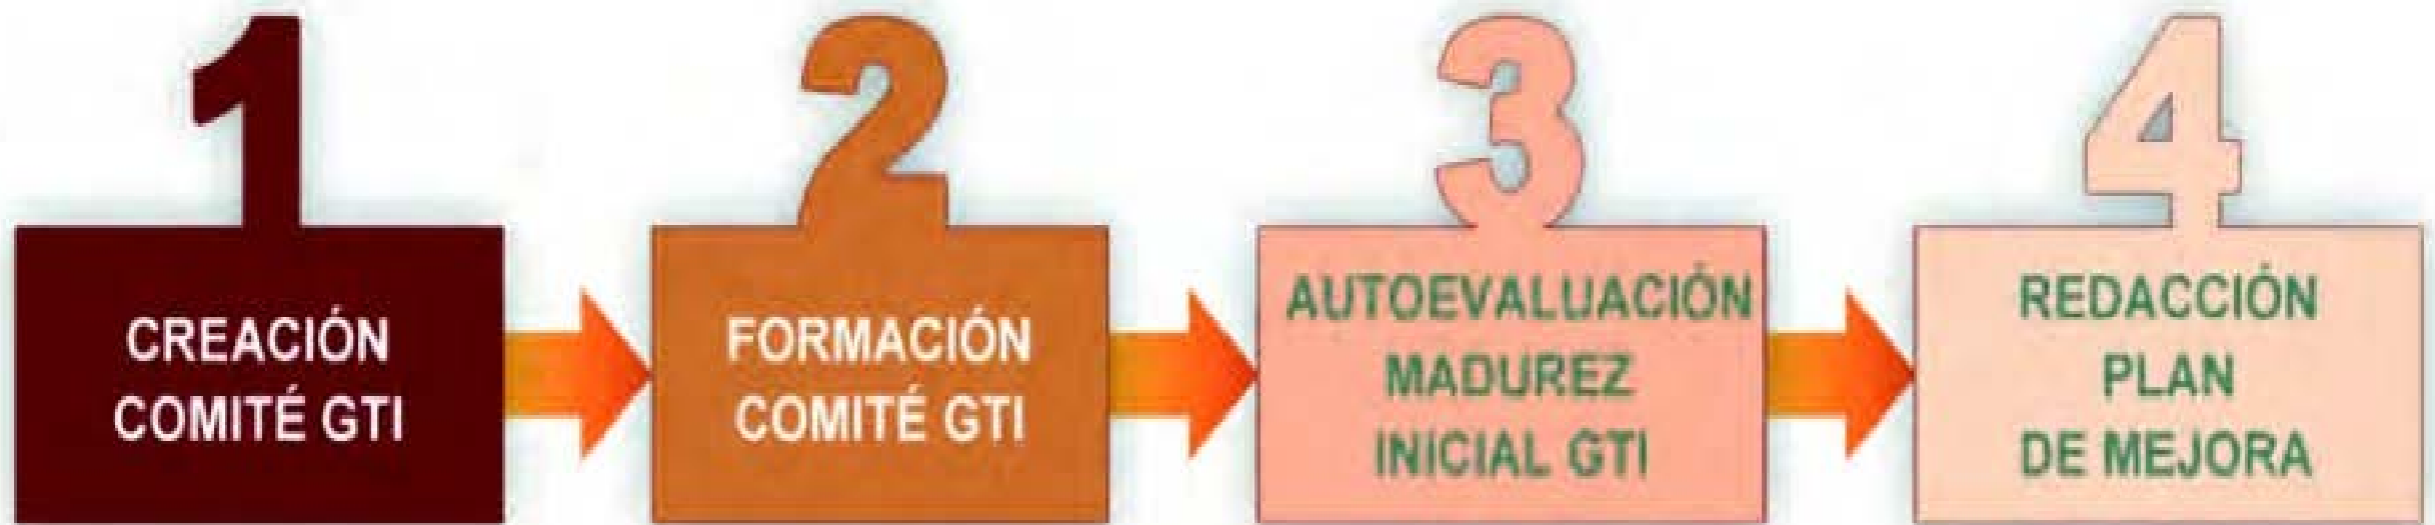 1
CREACIÓN
COMITÉ GTI
2
FORMACIÓN
COMITÉ GTI
3
AUTOEVALUACIÓN
MADUREZ
INICIAL GTI
4
REDACCIÓN
PLAN
DE MEJORA